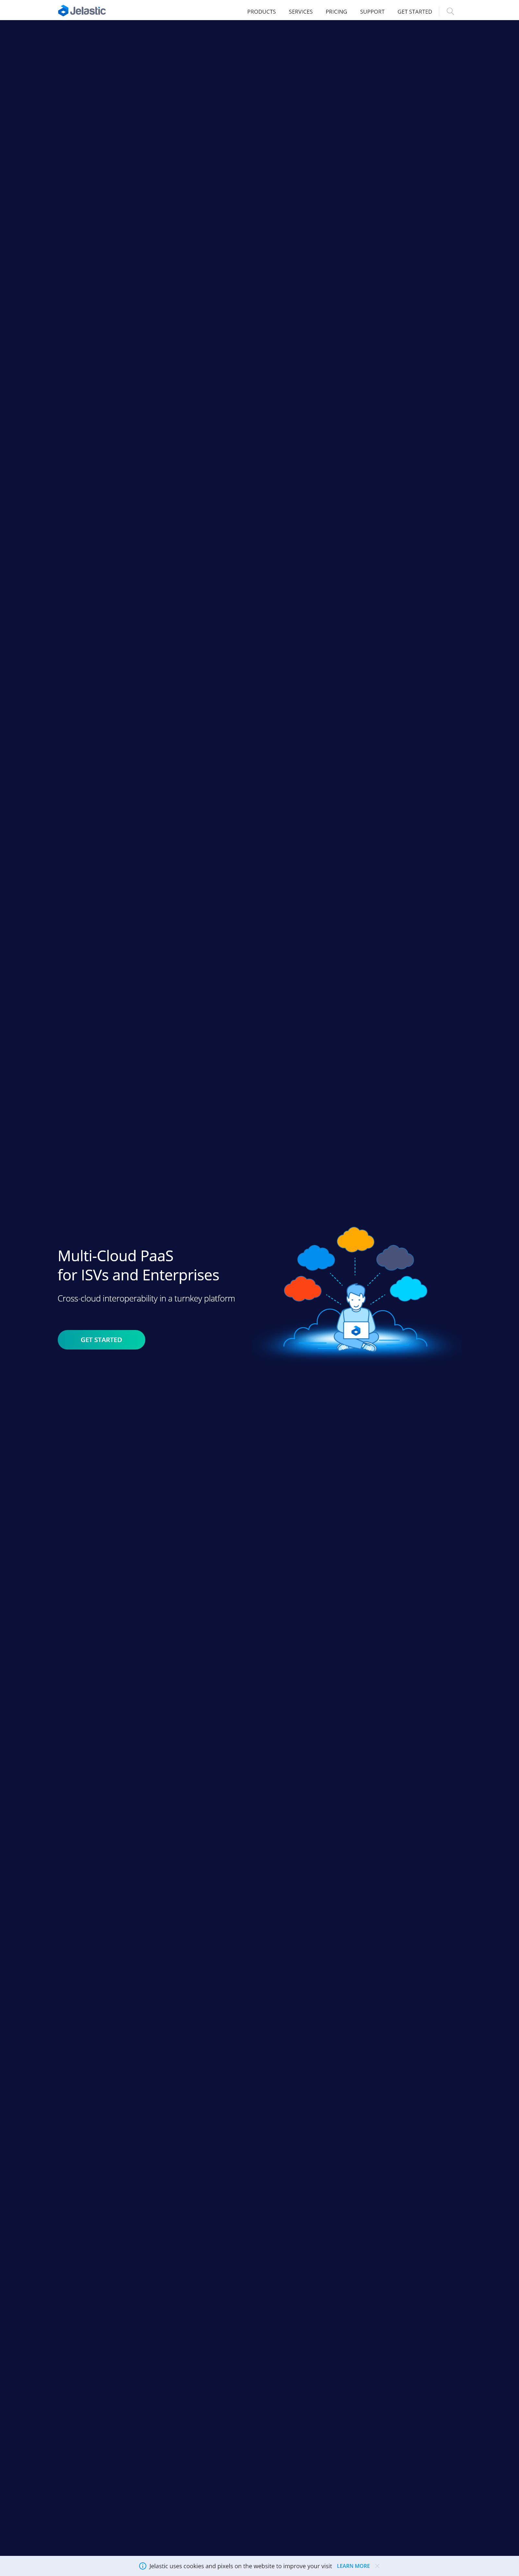 Jelastic
PRODUCTS SERVICES PRICING SUPPORT GET STARTED
Multi-Cloud PaaS
for ISVs and Enterprises
Cross-cloud interoperability in a turnkey platform
GET STARTED
Jelastic uses cookies and pixels on the website to improve your visit LEARN MORE